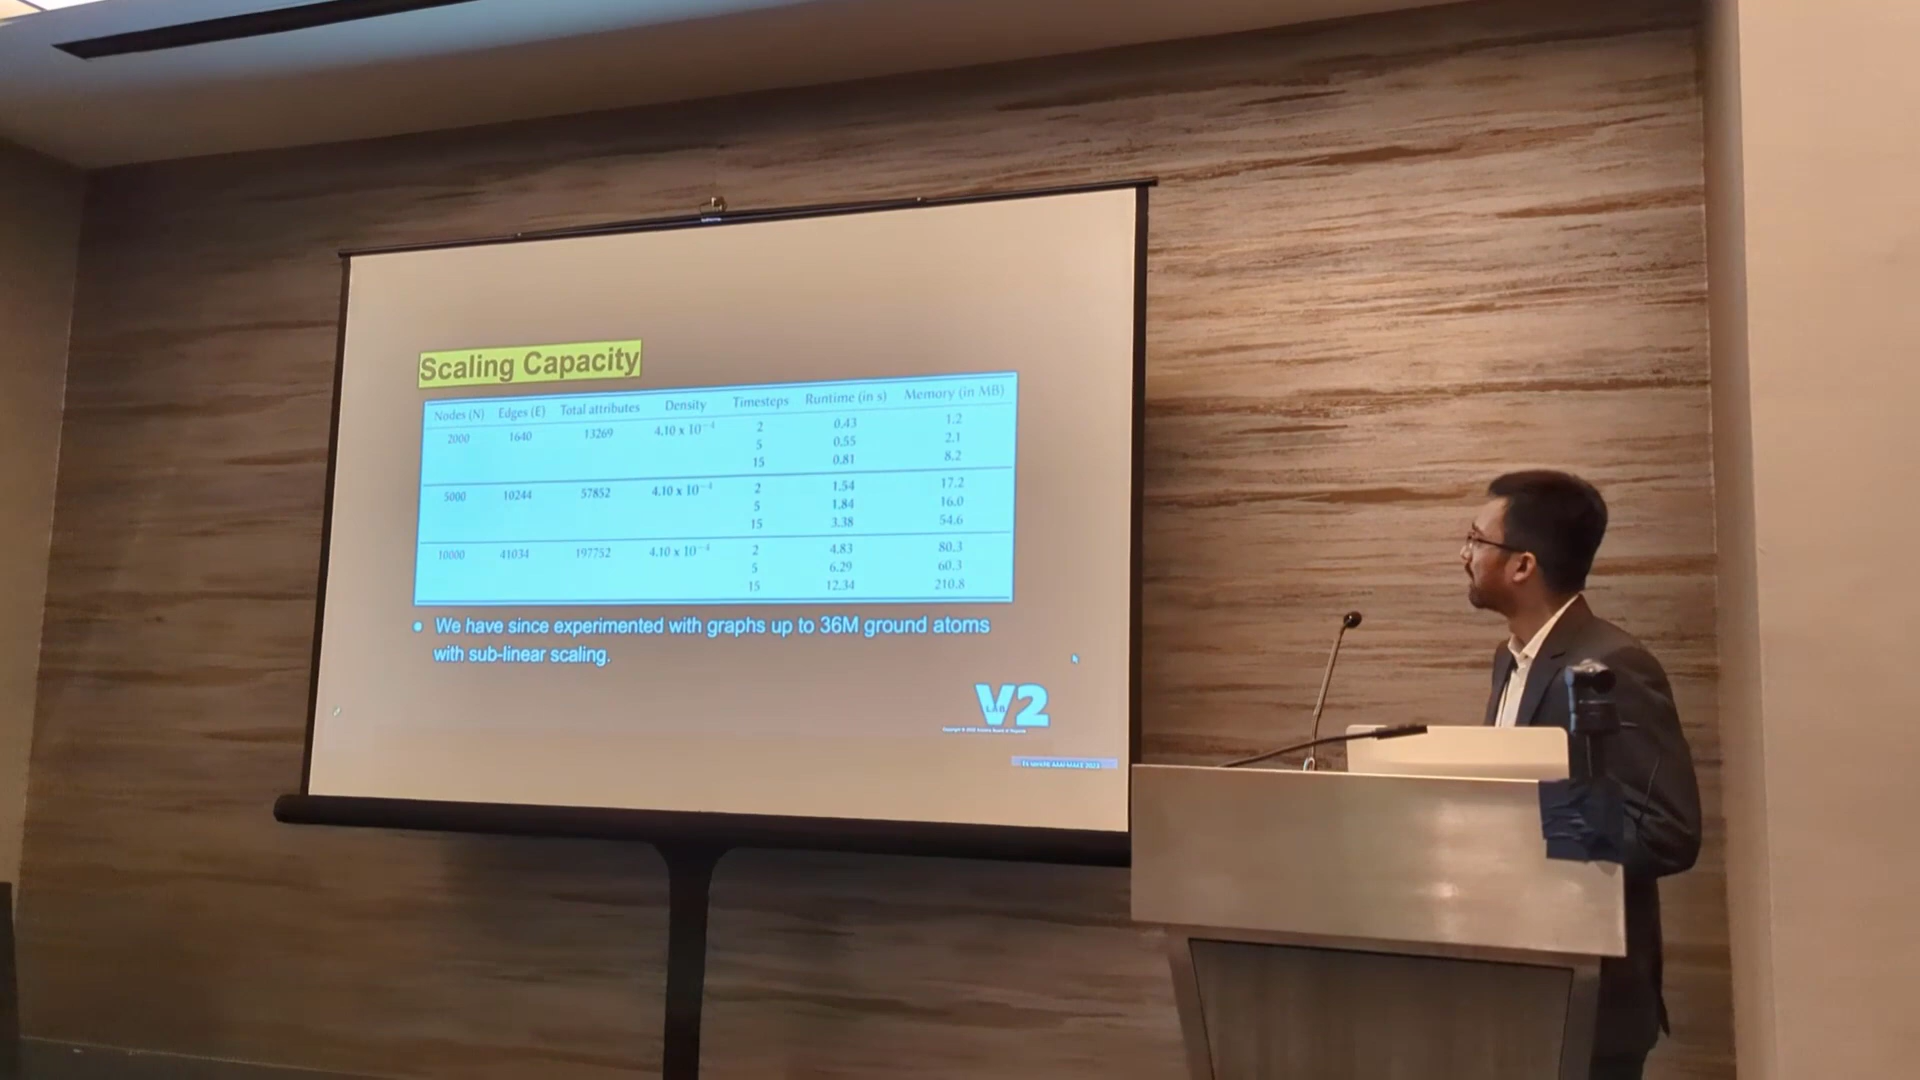 Scaling Capacity
Nodes (N) Edges (E) Total attributes Density Timesteps Runtime (in s) Memory (in MB)
2000 1640 13269 4.10 x 10⁻⁴ 2 0.43 1.2
5 0.55 2.1
15 0.81 8.2
5000 10244 57852 4.10 x 10⁻⁴ 2 1.54 17.2
5 1.84 16.0
15 3.38 54.6
10000 41034 197752 4.10 x 10⁻⁴ 2 4.83 80.3
5 6.29 60.3
15 12.34 210.8
• We have since experimented with graphs up to 36M ground atoms
with sub-linear scaling.
V2
LAB